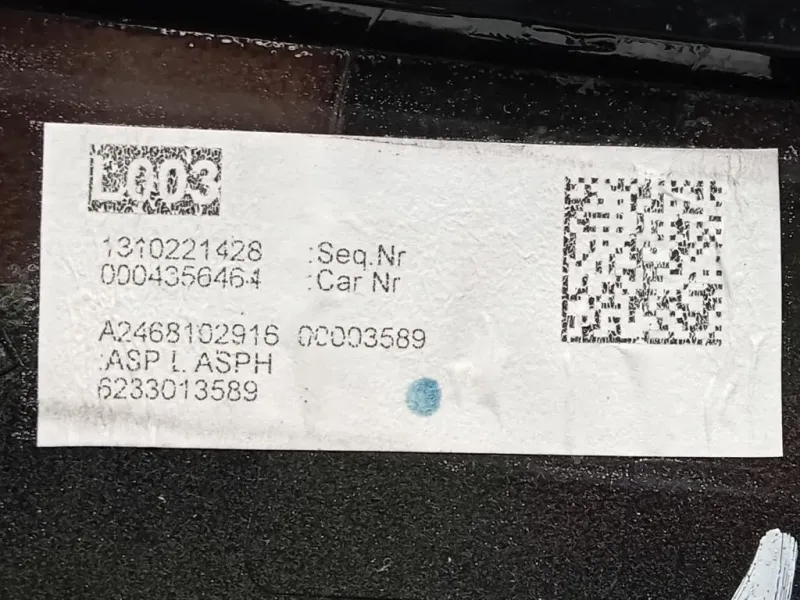 L003
1310221428 :Seq.Nr
0004356464 :Car Nr
A2468102916 00003589
:ASP L ASPH
6233013589